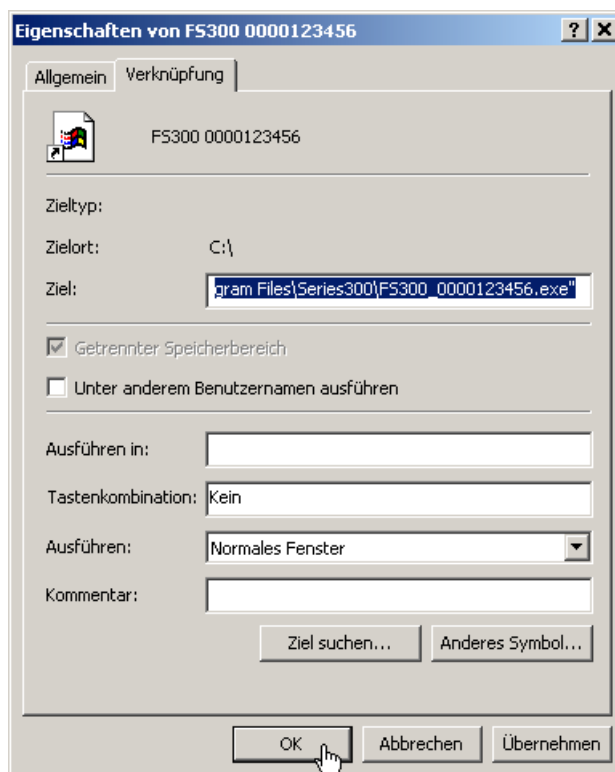 Eigenschaften von FS300 0000123456
Allgemein
Verknüpfung
FS300 0000123456
Zieltyp:
Zielort: C:\
Ziel: gram Files\Series300\FS300_0000123456.exe"
Getrennter Speicherbereich
Unter anderem Benutzernamen ausführen
Ausführen in:
Tastenkombination: Kein
Ausführen: Normales Fenster
Kommentar:
Ziel suchen... Anderes Symbol...
OK Abbrechen Übernehmen